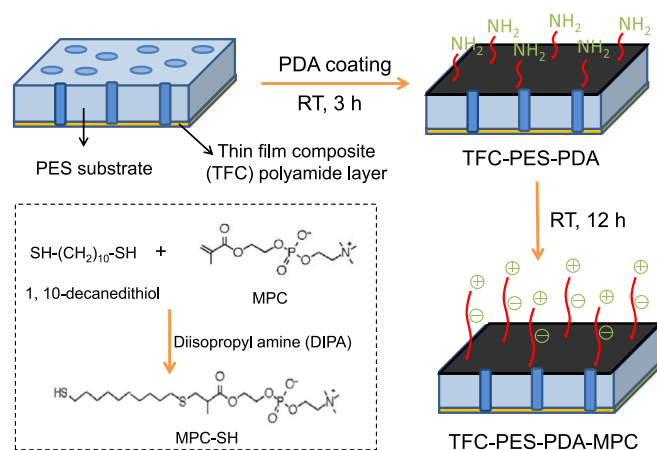 PDA coating
RT, 3 h
NH2 NH2 NH2 NH2 NH2 NH2
PES substrate
Thin film composite
(TFC) polyamide layer
TFC-PES-PDA
RT, 12 h
SH-(CH2)10-SH + MPC
1, 10-decanedithiol
O O O P O- O O N+
Diisopropyl amine (DIPA)
HS S O O O P O- O O N+
MPC-SH
+ + + + + +
- - - - - -
TFC-PES-PDA-MPC